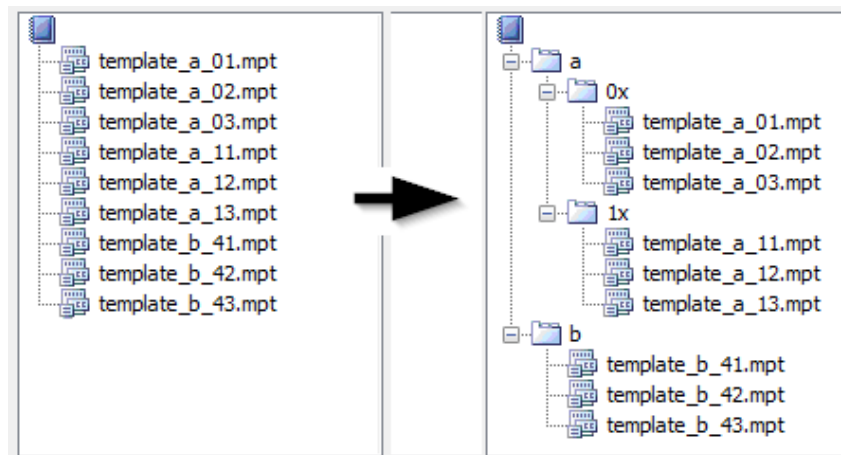 template_a_01.mpt
template_a_02.mpt
template_a_03.mpt
template_a_11.mpt
template_a_12.mpt
template_a_13.mpt
template_b_41.mpt
template_b_42.mpt
template_b_43.mpt
a
0x
template_a_01.mpt
template_a_02.mpt
template_a_03.mpt
1x
template_a_11.mpt
template_a_12.mpt
template_a_13.mpt
b
template_b_41.mpt
template_b_42.mpt
template_b_43.mpt